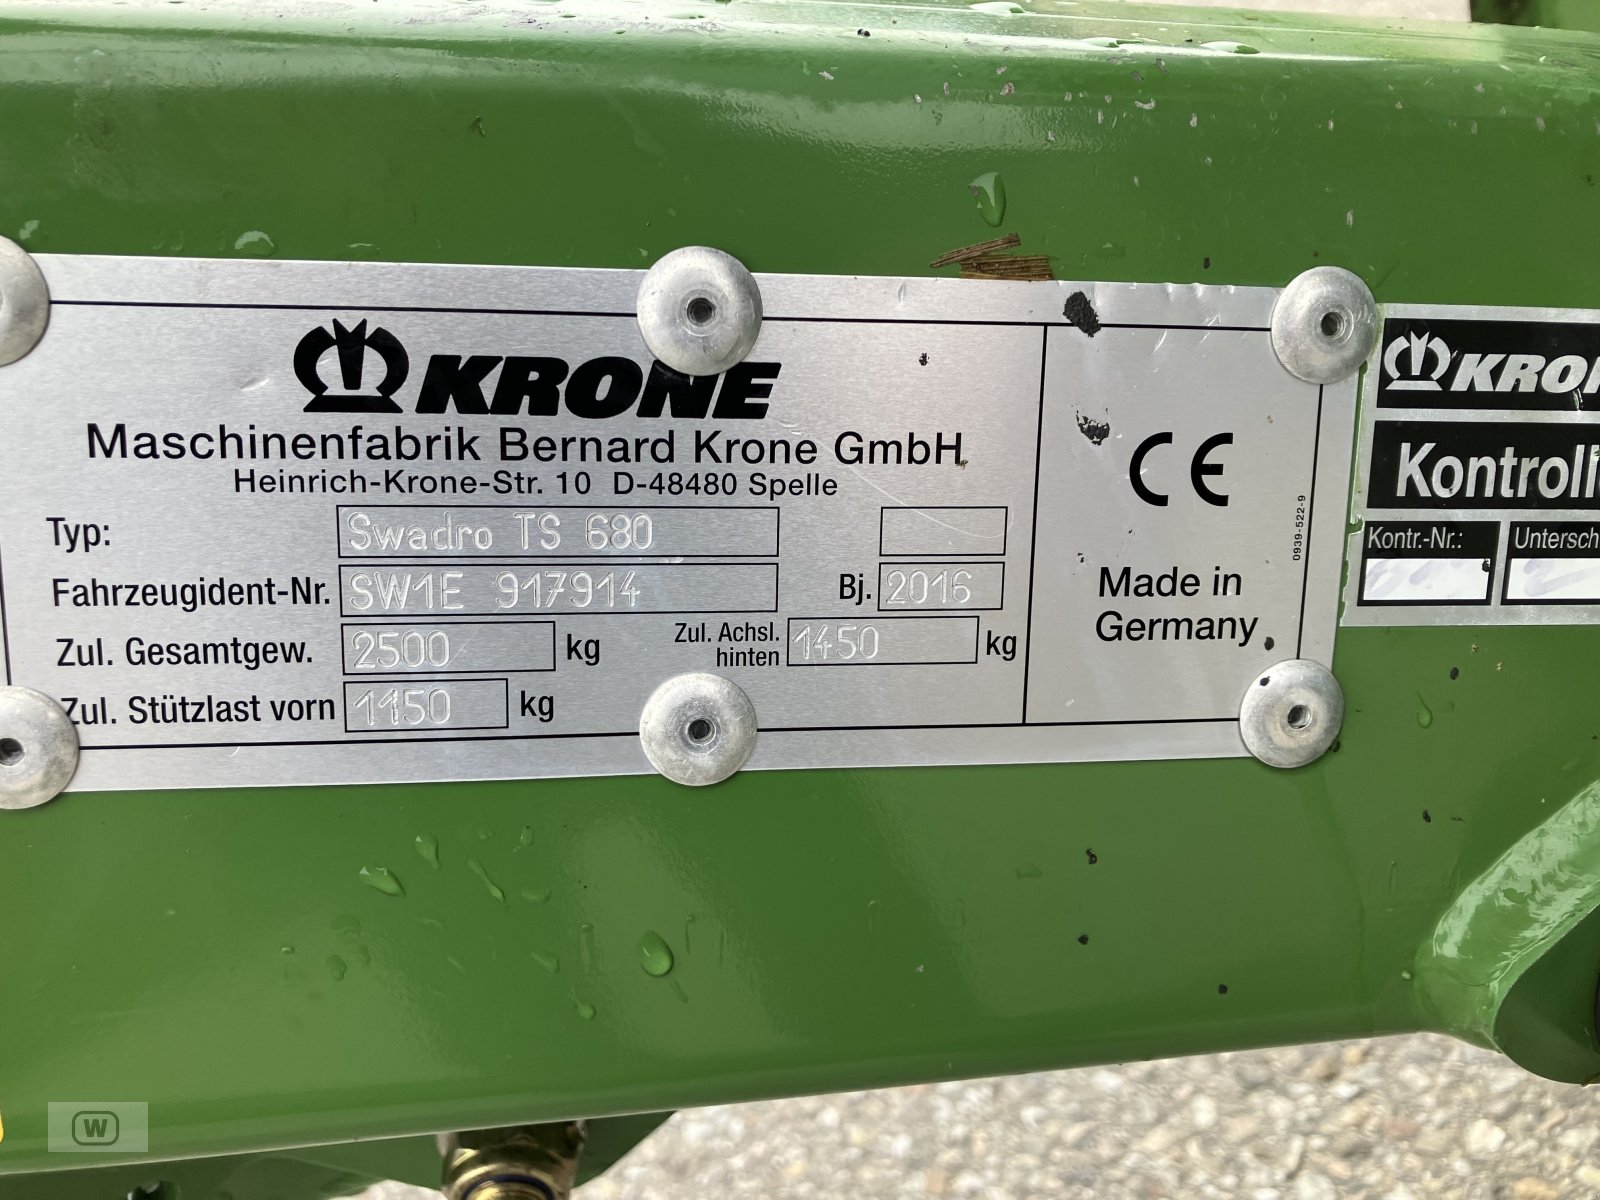 KRONE
Maschinenfabrik Bernard Krone GmbH
Heinrich-Krone-Str. 10 D-48480 Spelle
Typ: Swadro TS 680
Fahrzeugident-Nr. SW1E 917914 Bj. 2016
Zul. Gesamtgew. 2500 kg Zul. Achsl. hinten 1450 kg
Zul. Stützlast vorn 1150 kg
CE
Made in
Germany
0939-522-9
KRON
Kontrolli
Kontr.-Nr.: Untersch
W